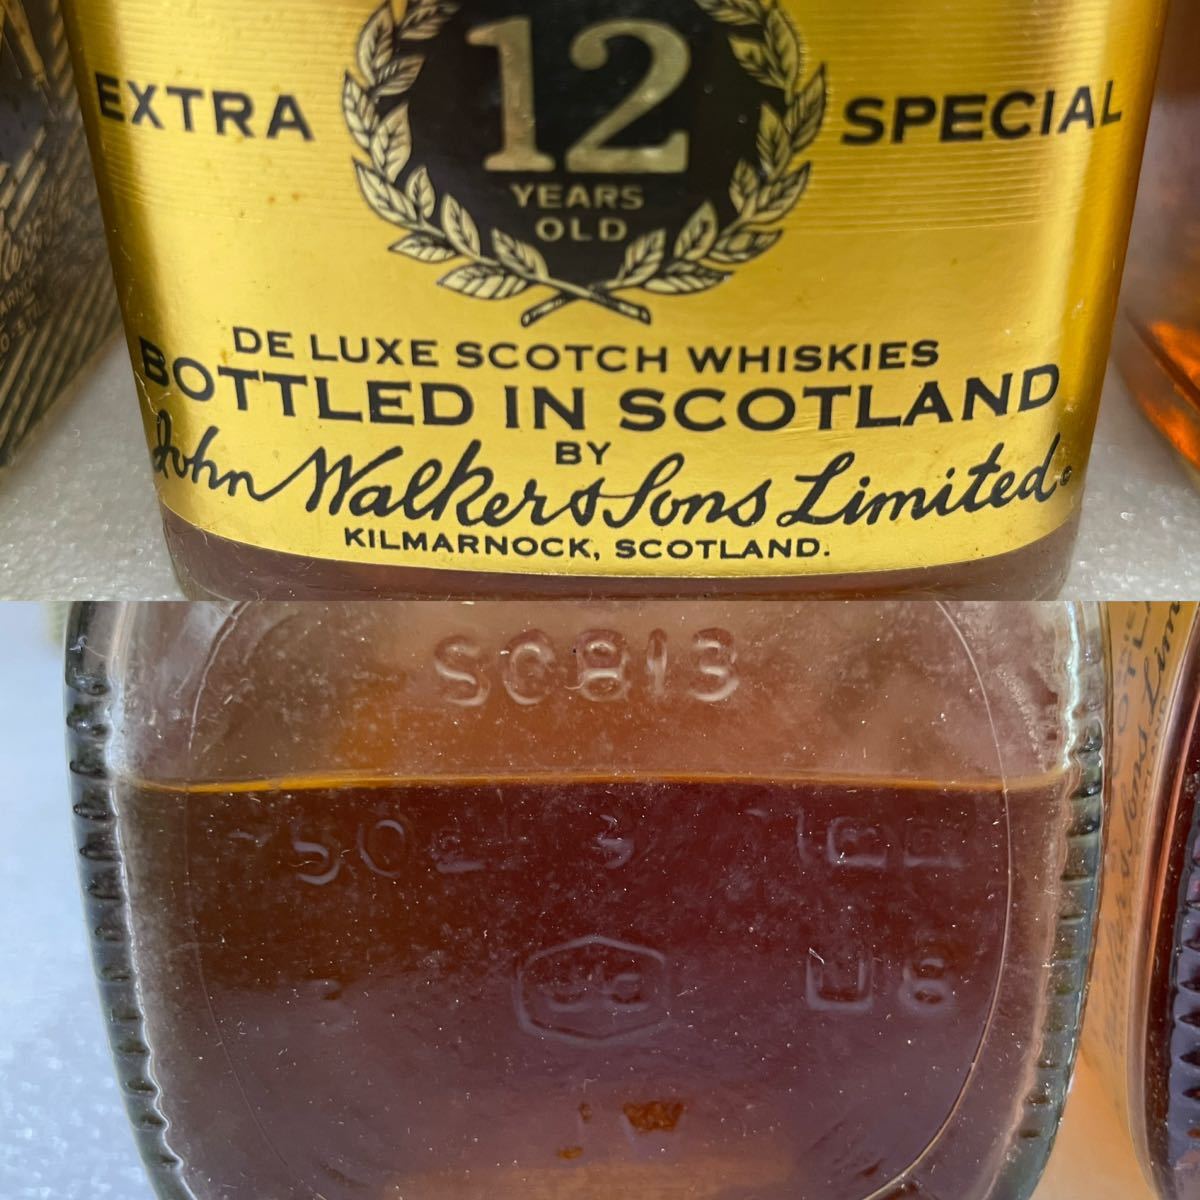 12
EXTRA SPECIAL
YEARS
OLD
DE LUXE SCOTCH WHISKIES
BOTTLED IN SCOTLAND
BY
John Walker & Sons Limited.
KILMARNOCK, SCOTLAND.
SC813
U8